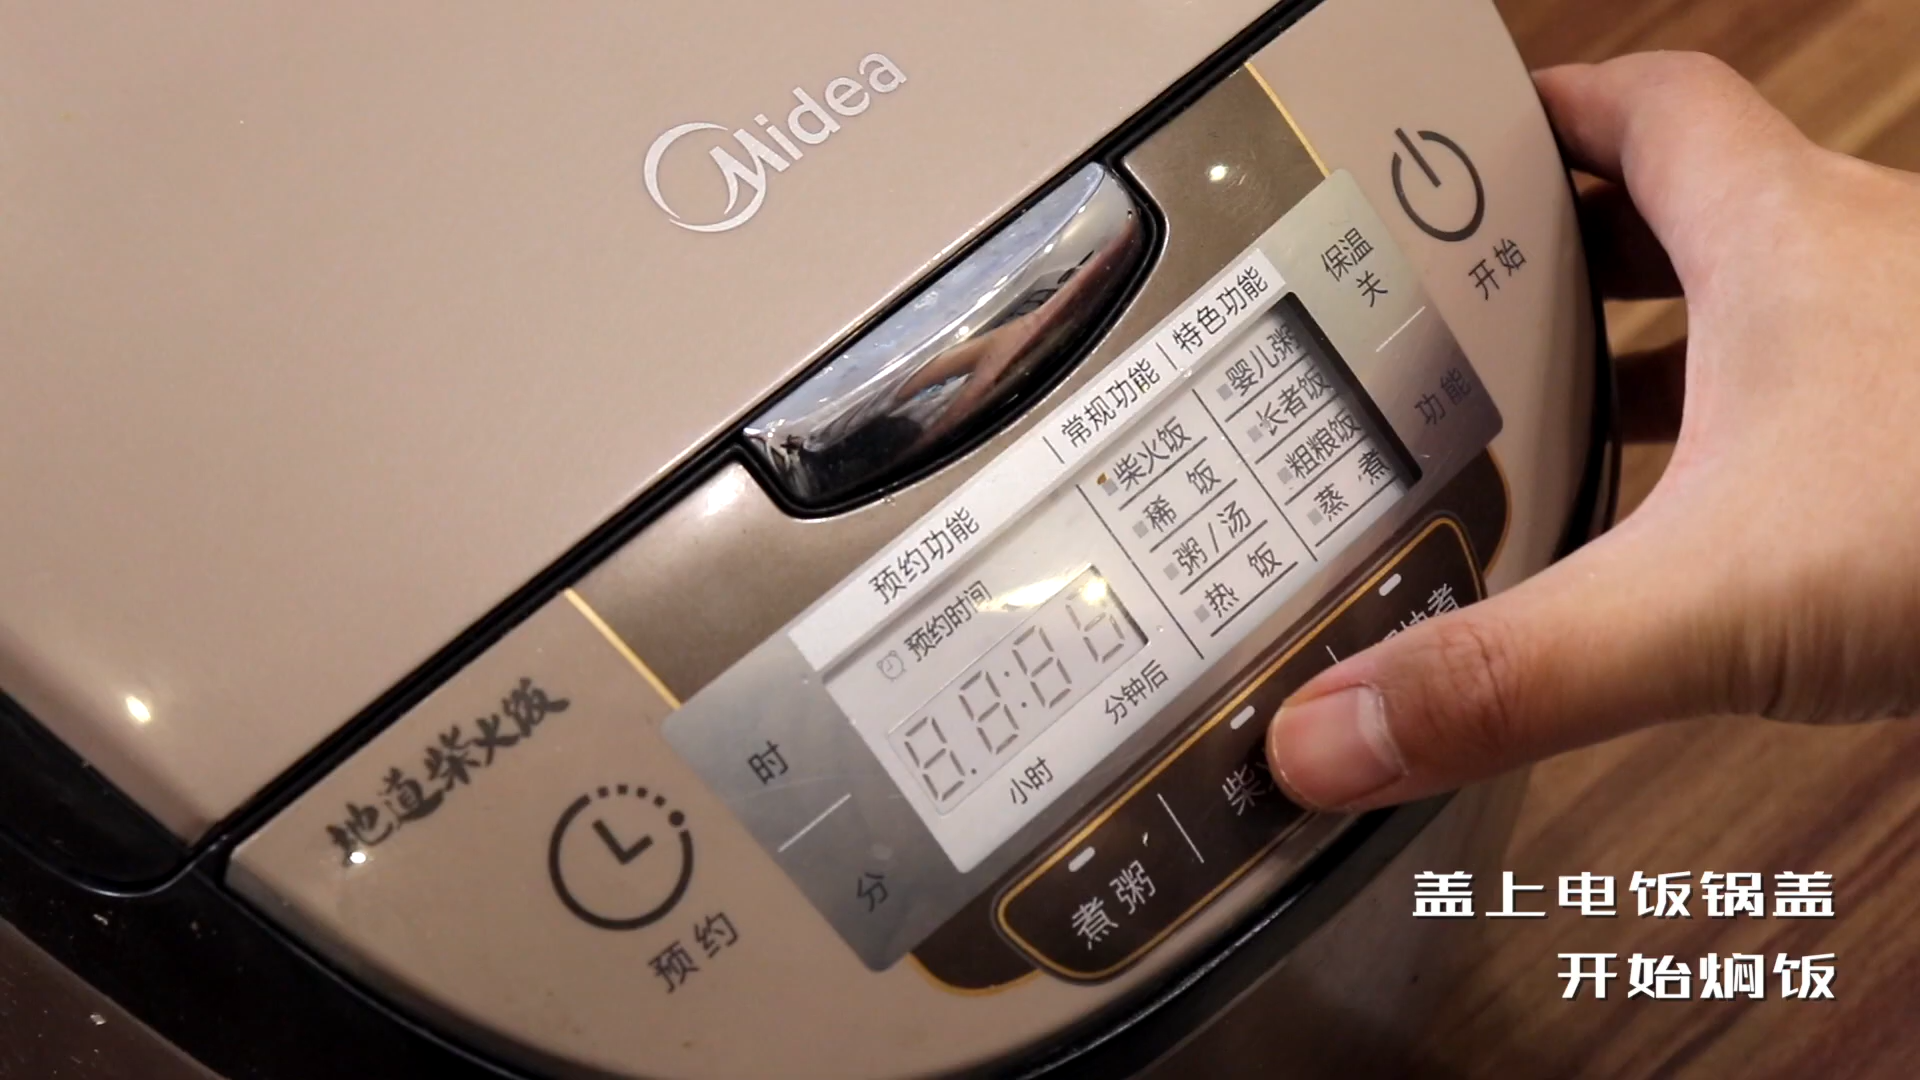 Midea
开始
保温
关
功能
预约功能 | 常规功能 | 特色功能
预约时间
88:88
小时
分钟后
柴火饭
稀 饭
粥/汤
热 饭
婴儿粥
长者饭
粗粮饭
蒸 煮
时
分
地道柴火饭
预约
煮粥
盖上电饭锅盖
开始焖饭